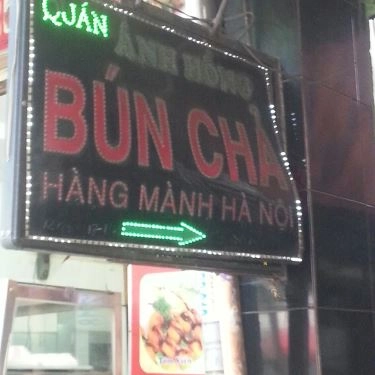 QUÁN
ÁNH HỒNG
BÚN CHẢ
HÀNG MÀNH HÀ NỘI